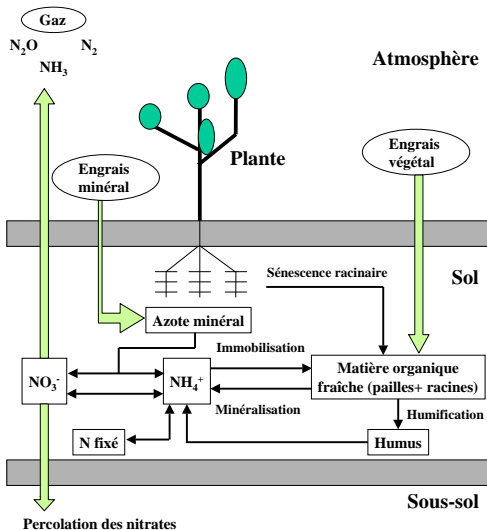 Gaz
N₂O N₂
NH₃
Atmosphère
Plante
Engrais
minéral
Engrais
végétal
Sénescence racinaire
Sol
Azote minéral
Immobilisation
NO₃⁻
NH₄⁺
Matière organique
fraîche (pailles+ racines)
Minéralisation
Humification
N fixé
Humus
Sous-sol
Percolation des nitrates